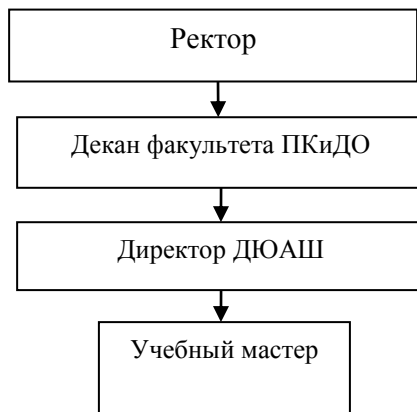 Ректор
Декан факультета ПКиДО
Директор ДЮАШ
Учебный мастер